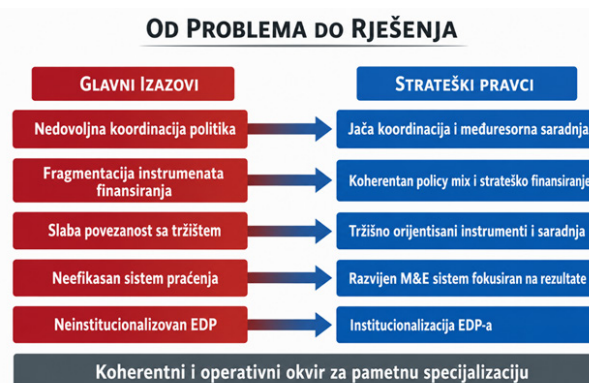 OD PROBLEMA DO RJEŠENJA
GLAVNI IZAZOVI
STRATEŠKI PRAVCI
Nedovoljna koordinacija politika
Jača koordinacija i međuresorna saradnja
Fragmentacija instrumenata
finansiranja
Koherentan policy mix i strateško finansiranje
Slaba povezanost sa tržištem
Tržišno orijentisani instrumenti i saradnja
Neefikasan sistem praćenja
Razvijen M&E sistem fokusiran na rezultate
Neinstitucionalizovan EDP
Institucionalizacija EDP-a
Koherentni i operativni okvir za pametnu specijalizaciju